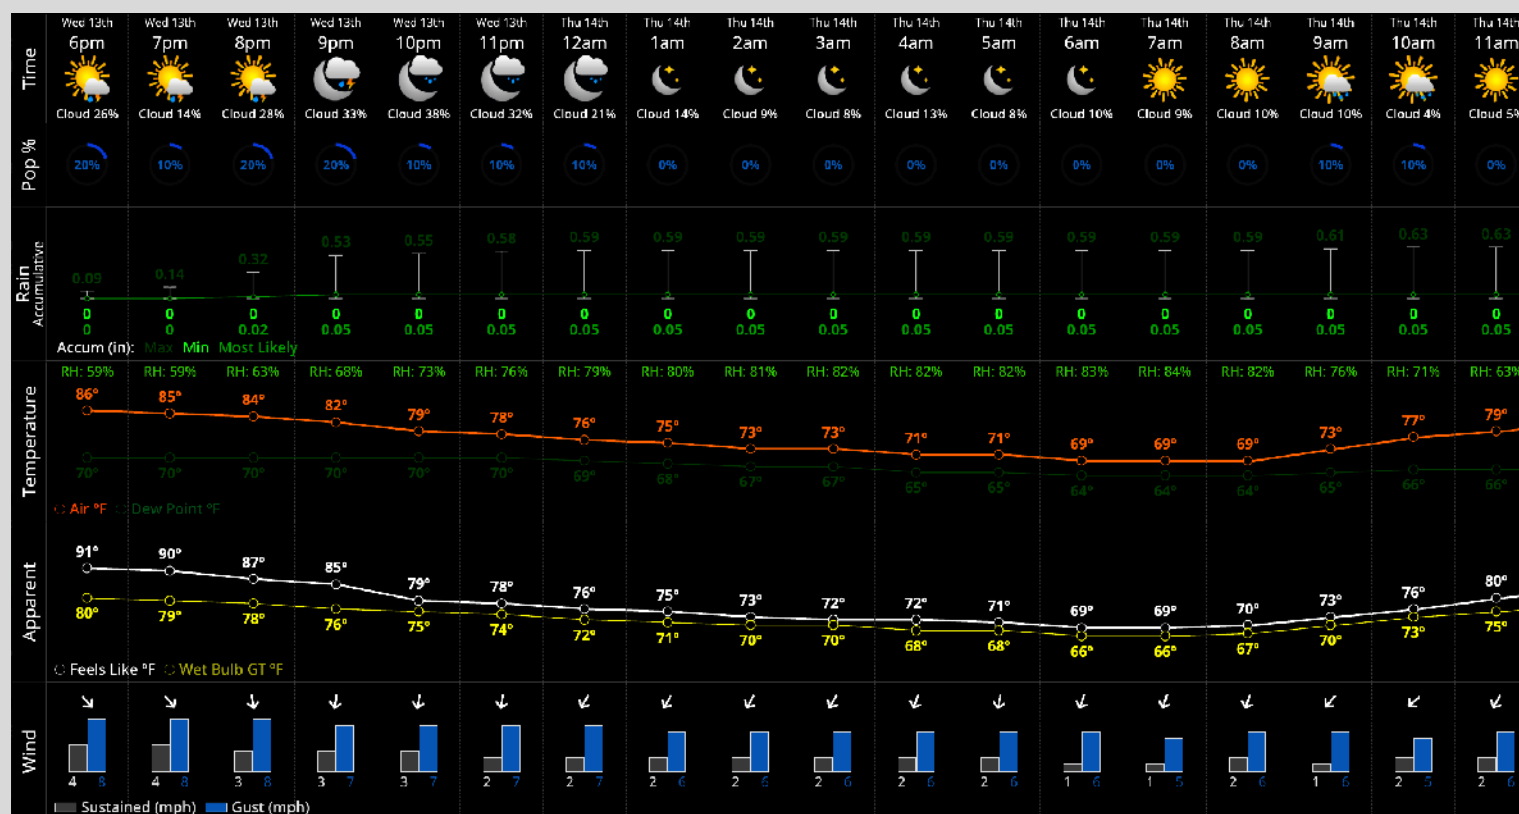 Wed 13th Wed 13th Wed 13th Wed 13th Wed 13th Wed 13th Thu 14th Thu 14th Thu 14th Thu 14th Thu 14th Thu 14th Thu 14th Thu 14th Thu 14th Thu 14th Thu 14th Thu 14th
6pm 7pm 8pm 9pm 10pm 11pm 12am 1am 2am 3am 4am 5am 6am 7am 8am 9am 10am 11am
Time
Cloud 26% Cloud 14% Cloud 28% Cloud 33% Cloud 38% Cloud 32% Cloud 21% Cloud 14% Cloud 9% Cloud 8% Cloud 13% Cloud 8% Cloud 10% Cloud 9% Cloud 10% Cloud 10% Cloud 4% Cloud 5%
Pop %
20% 10% 20% 20% 10% 10% 10% 0% 0% 0% 0% 0% 0% 0% 0% 10% 10% 0%
Rain
Accumulative
0.09 0.14 0.32 0.53 0.55 0.58 0.59 0.59 0.59 0.59 0.59 0.59 0.59 0.59 0.59 0.61 0.63 0.63
0 0 0 0 0 0 0 0 0 0 0 0 0 0 0 0 0 0
0 0 0.02 0.05 0.05 0.05 0.05 0.05 0.05 0.05 0.05 0.05 0.05 0.05 0.05 0.05 0.05 0.05
Accum (in): Max Min Most Likely
Temperature
RH: 59% RH: 59% RH: 63% RH: 68% RH: 73% RH: 76% RH: 79% RH: 80% RH: 81% RH: 82% RH: 82% RH: 82% RH: 83% RH: 84% RH: 82% RH: 76% RH: 71% RH: 63%
86° 85° 84° 82° 79° 78° 76° 75° 73° 73° 71° 71° 69° 69° 69° 73° 77° 79°
70° 70° 70° 70° 70° 70° 69° 68° 67° 67° 65° 65° 64° 64° 64° 65° 66° 66°
Air °F Dew Point °F
Apparent
91° 90° 87° 85° 79° 78° 76° 75° 73° 72° 72° 71° 69° 69° 70° 73° 76° 80°
80° 79° 78° 76° 75° 74° 72° 71° 70° 70° 68° 68° 66° 66° 67° 70° 73° 75°
Feels Like °F Wet Bulb GT °F
Wind
4 8 4 8 3 8 3 7 3 7 2 7 2 7 2 6 2 6 2 6 2 6 2 6 1 6 1 5 2 6 1 6 2 5 2 6
Sustained (mph) Gust (mph)